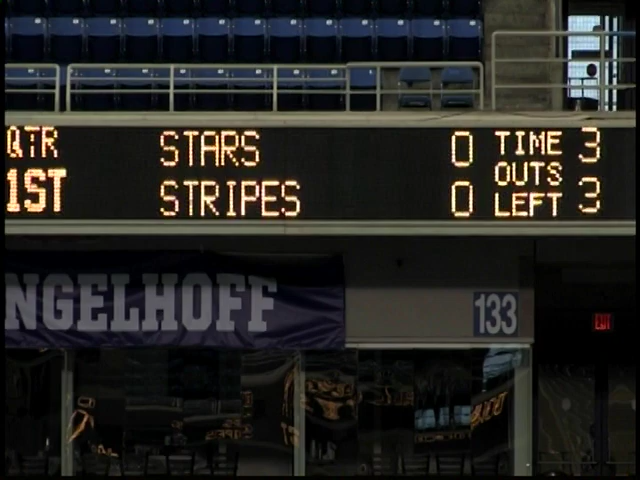 QTR STARS 0 TIME 3
OUTS
1ST STRIPES 0 LEFT 3
NGELHOFF
133
EXIT